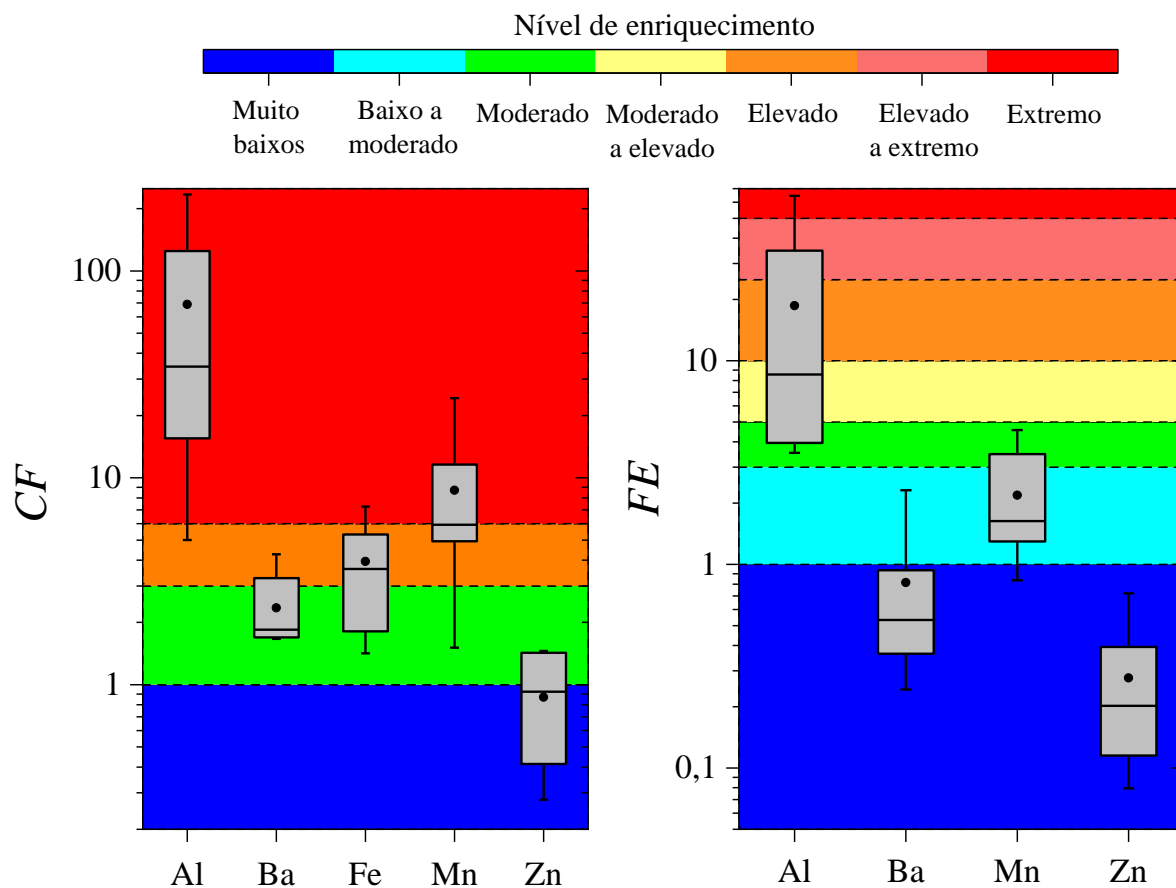 Nível de enriquecimento
Muito
baixos
Baixo a
moderado
Moderado
Moderado
a elevado
Elevado
Elevado
a extremo
Extremo
CF
100
10
1
Al Ba Fe Mn Zn
FE
10
1
0,1
Al Ba Mn Zn